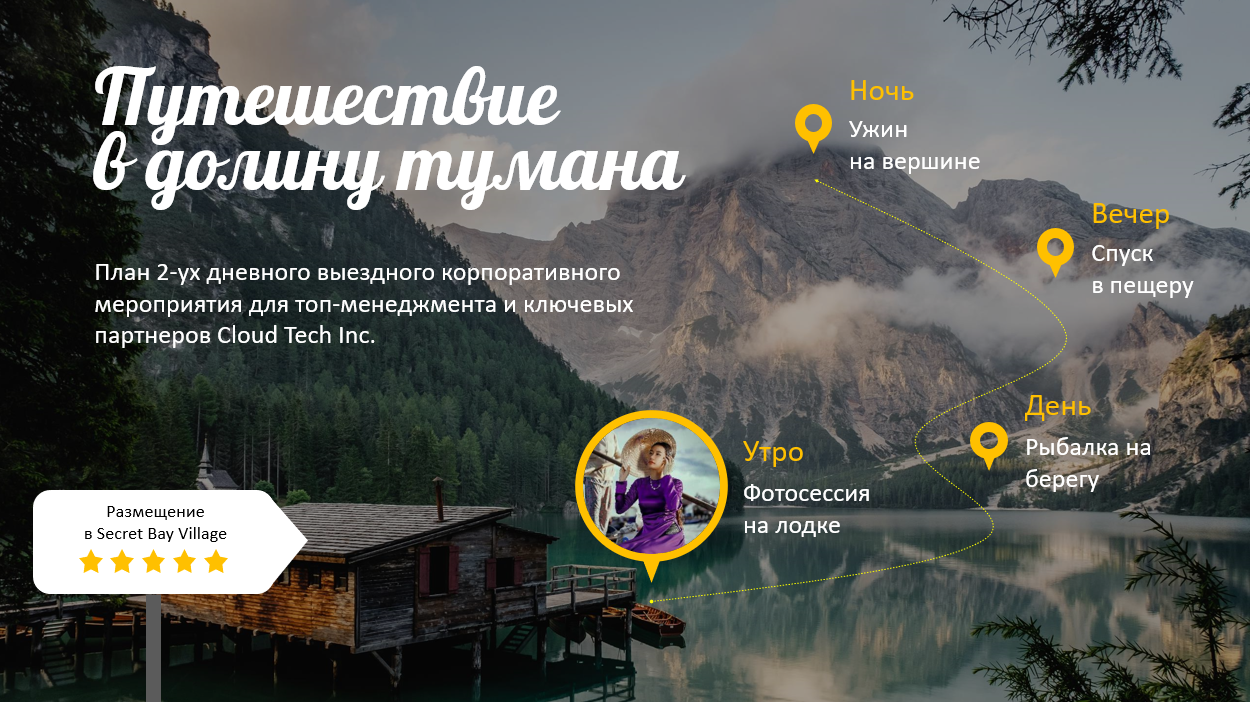 Путешествие
в долину тумана
План 2-ух дневного выездного корпоративного
мероприятия для топ-менеджмента и ключевых
партнеров Cloud Tech Inc.
Ночь
Ужин
на вершине
Вечер
Спуск
в пещеру
День
Рыбалка на
берегу
Утро
Фотосессия
на лодке
Размещение
в Secret Bay Village